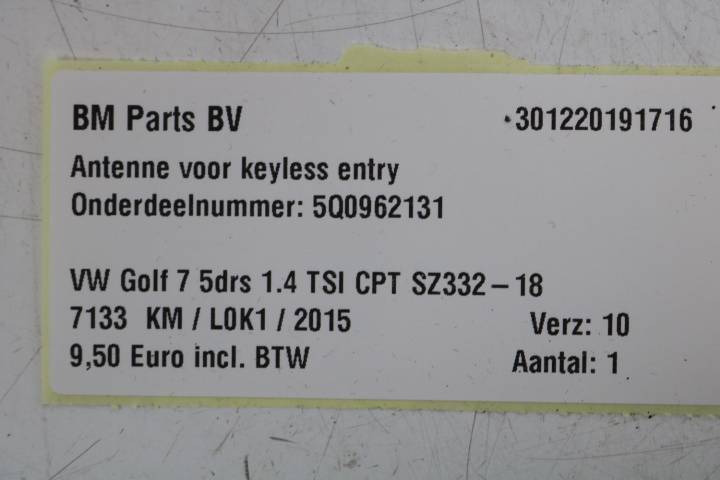 BM Parts BV 301220191716
Antenne voor keyless entry
Onderdeelnummer: 5Q0962131
VW Golf 7 5drs 1.4 TSI CPT SZ332-18
7133 KM / L0K1 / 2015 Verz: 10
9,50 Euro incl. BTW Aantal: 1